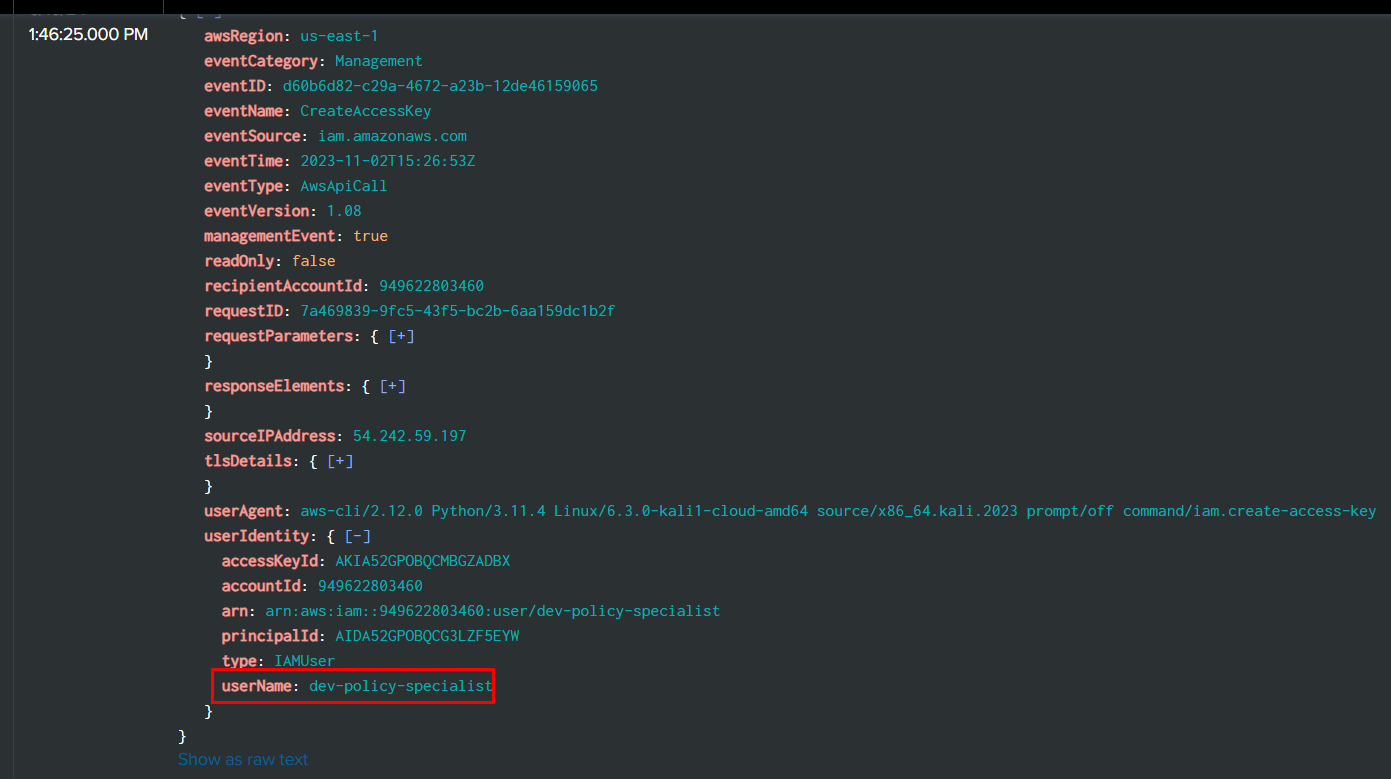 { [-]
1:46:25.000 PM
awsRegion: us-east-1
eventCategory: Management
eventID: d60b6d82-c29a-4672-a23b-12de46159065
eventName: CreateAccessKey
eventSource: iam.amazonaws.com
eventTime: 2023-11-02T15:26:53Z
eventType: AwsApiCall
eventVersion: 1.08
managementEvent: true
readOnly: false
recipientAccountId: 949622803460
requestID: 7a469839-9fc5-43f5-bc2b-6aa159dc1b2f
requestParameters: { [+]
}
responseElements: { [+]
}
sourceIPAddress: 54.242.59.197
tlsDetails: { [+]
}
userAgent: aws-cli/2.12.0 Python/3.11.4 Linux/6.3.0-kali1-cloud-amd64 source/x86_64.kali.2023 prompt/off command/iam.create-access-key
userIdentity: { [-]
accessKeyId: AKIA52GPOBQCMBGZADBX
accountId: 949622803460
arn: arn:aws:iam::949622803460:user/dev-policy-specialist
principalId: AIDA52GPOBQCG3LZF5EYW
type: IAMUser
userName: dev-policy-specialist
}
}
Show as raw text